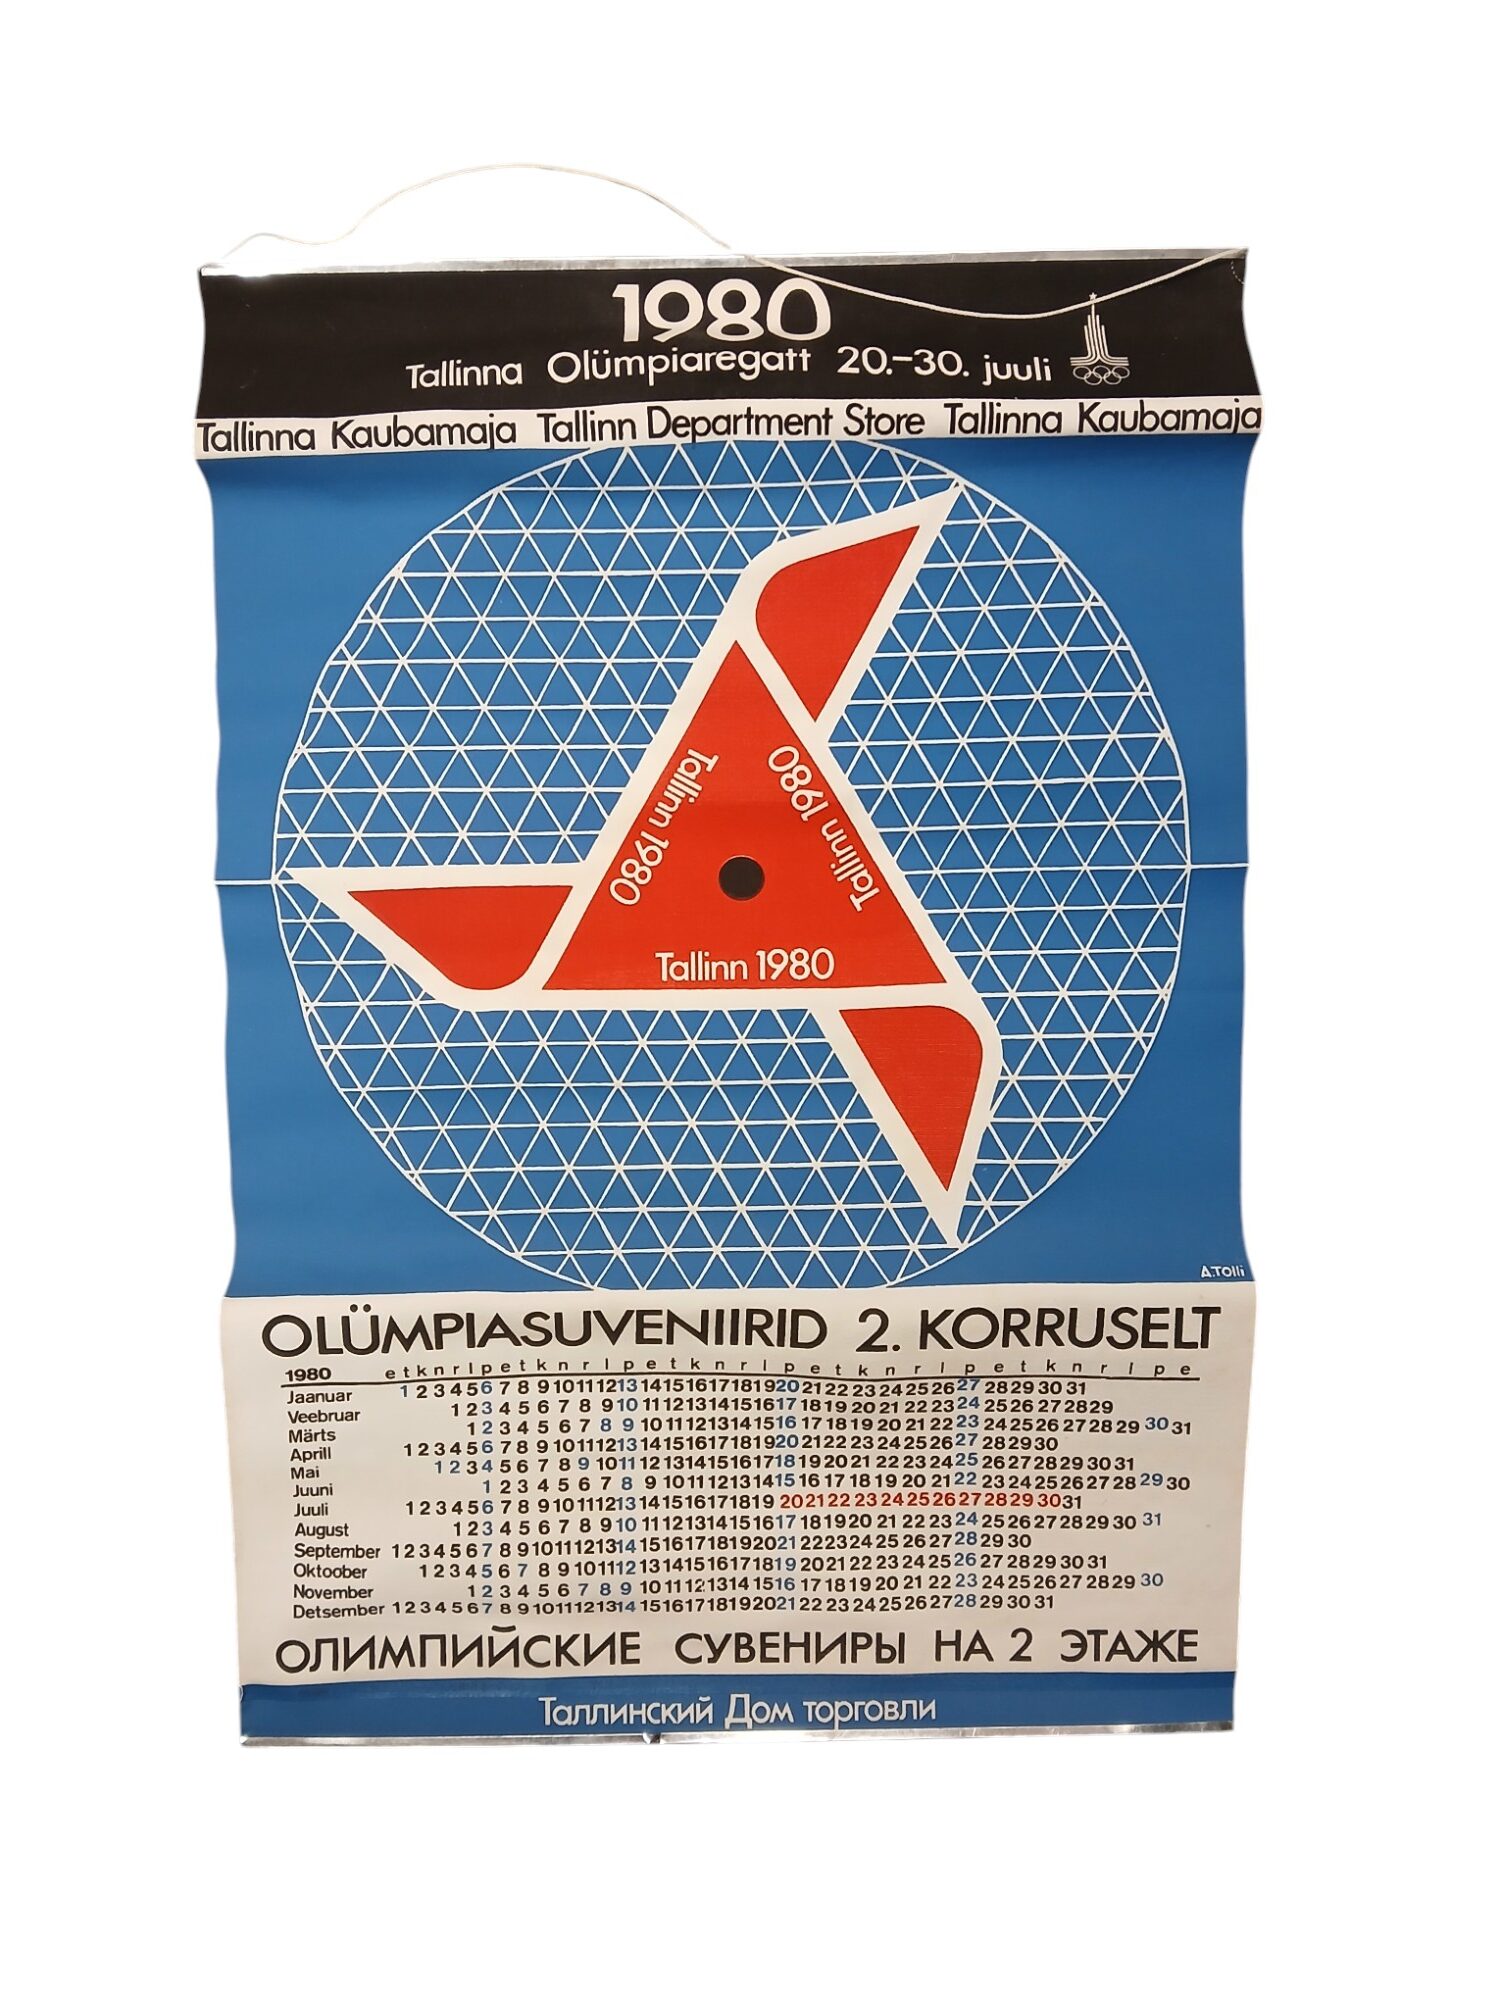 1980
Tallinna Olümpiaregatt 20.–30. juuli
Tallinna Kaubamaja Tallinn Department Store Tallinna Kaubamaja
Tallinn 1980
Tallinn 1980
Tallinn 1980
A.Tolli
OLÜMPIASUVENIIRID 2. KORRUSELT
1980 e t k n r l p e t k n r l p e t k n r l p e t k n r l p e t k n r l p e
Jaanuar 1 2 3 4 5 6 7 8 9 10 11 12 13 14 15 16 17 18 19 20 21 22 23 24 25 26 27 28 29 30 31
Veebruar 1 2 3 4 5 6 7 8 9 10 11 12 13 14 15 16 17 18 19 20 21 22 23 24 25 26 27 28 29
Märts 1 2 3 4 5 6 7 8 9 10 11 12 13 14 15 16 17 18 19 20 21 22 23 24 25 26 27 28 29 30 31
Aprill 1 2 3 4 5 6 7 8 9 10 11 12 13 14 15 16 17 18 19 20 21 22 23 24 25 26 27 28 29 30
Mai 1 2 3 4 5 6 7 8 9 10 11 12 13 14 15 16 17 18 19 20 21 22 23 24 25 26 27 28 29 30 31
Juuni 1 2 3 4 5 6 7 8 9 10 11 12 13 14 15 16 17 18 19 20 21 22 23 24 25 26 27 28 29 30
Juuli 1 2 3 4 5 6 7 8 9 10 11 12 13 14 15 16 17 18 19 20 21 22 23 24 25 26 27 28 29 30 31
August 1 2 3 4 5 6 7 8 9 10 11 12 13 14 15 16 17 18 19 20 21 22 23 24 25 26 27 28 29 30 31
September 1 2 3 4 5 6 7 8 9 10 11 12 13 14 15 16 17 18 19 20 21 22 23 24 25 26 27 28 29 30
Oktoober 1 2 3 4 5 6 7 8 9 10 11 12 13 14 15 16 17 18 19 20 21 22 23 24 25 26 27 28 29 30 31
November 1 2 3 4 5 6 7 8 9 10 11 12 13 14 15 16 17 18 19 20 21 22 23 24 25 26 27 28 29 30
Detsember 1 2 3 4 5 6 7 8 9 10 11 12 13 14 15 16 17 18 19 20 21 22 23 24 25 26 27 28 29 30 31
ОЛИМПИЙСКИЕ СУВЕНИРЫ НА 2 ЭТАЖЕ
Таллинский Дом торговли